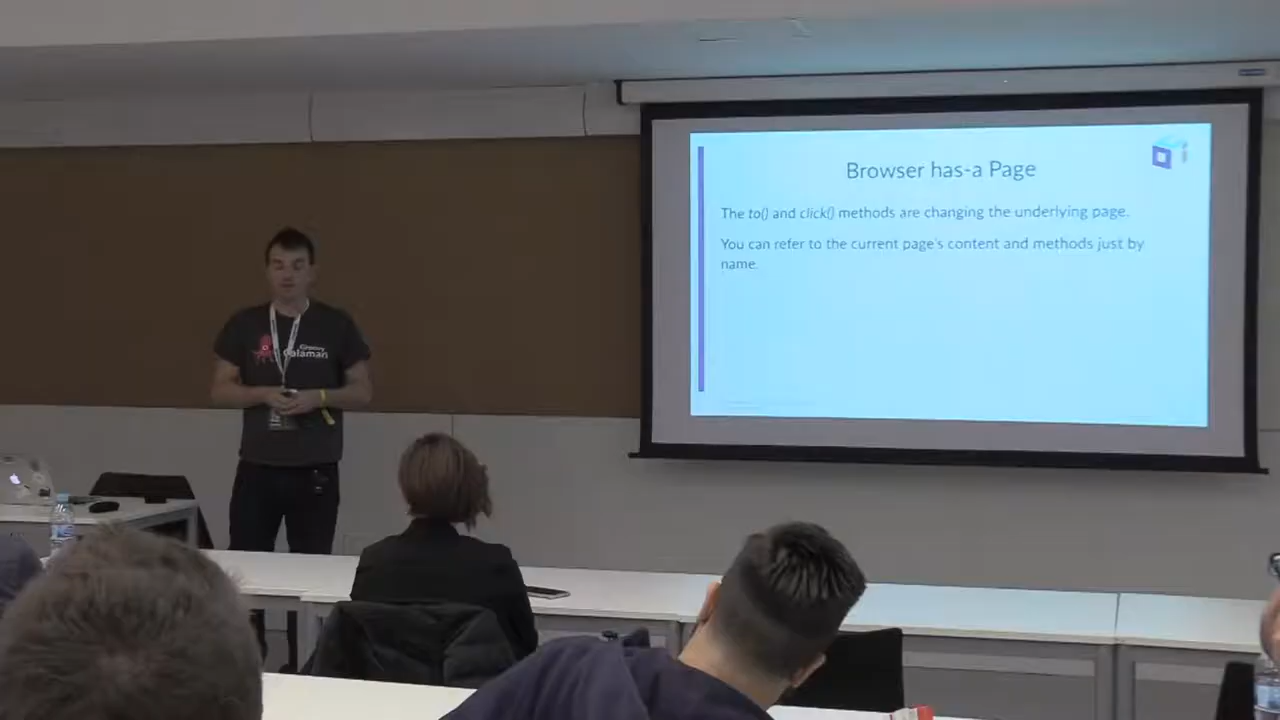 Browser has-a Page
The to() and click() methods are changing the underlying page.
You can refer to the current page's content and methods just by
name.
Groovy
Calamari